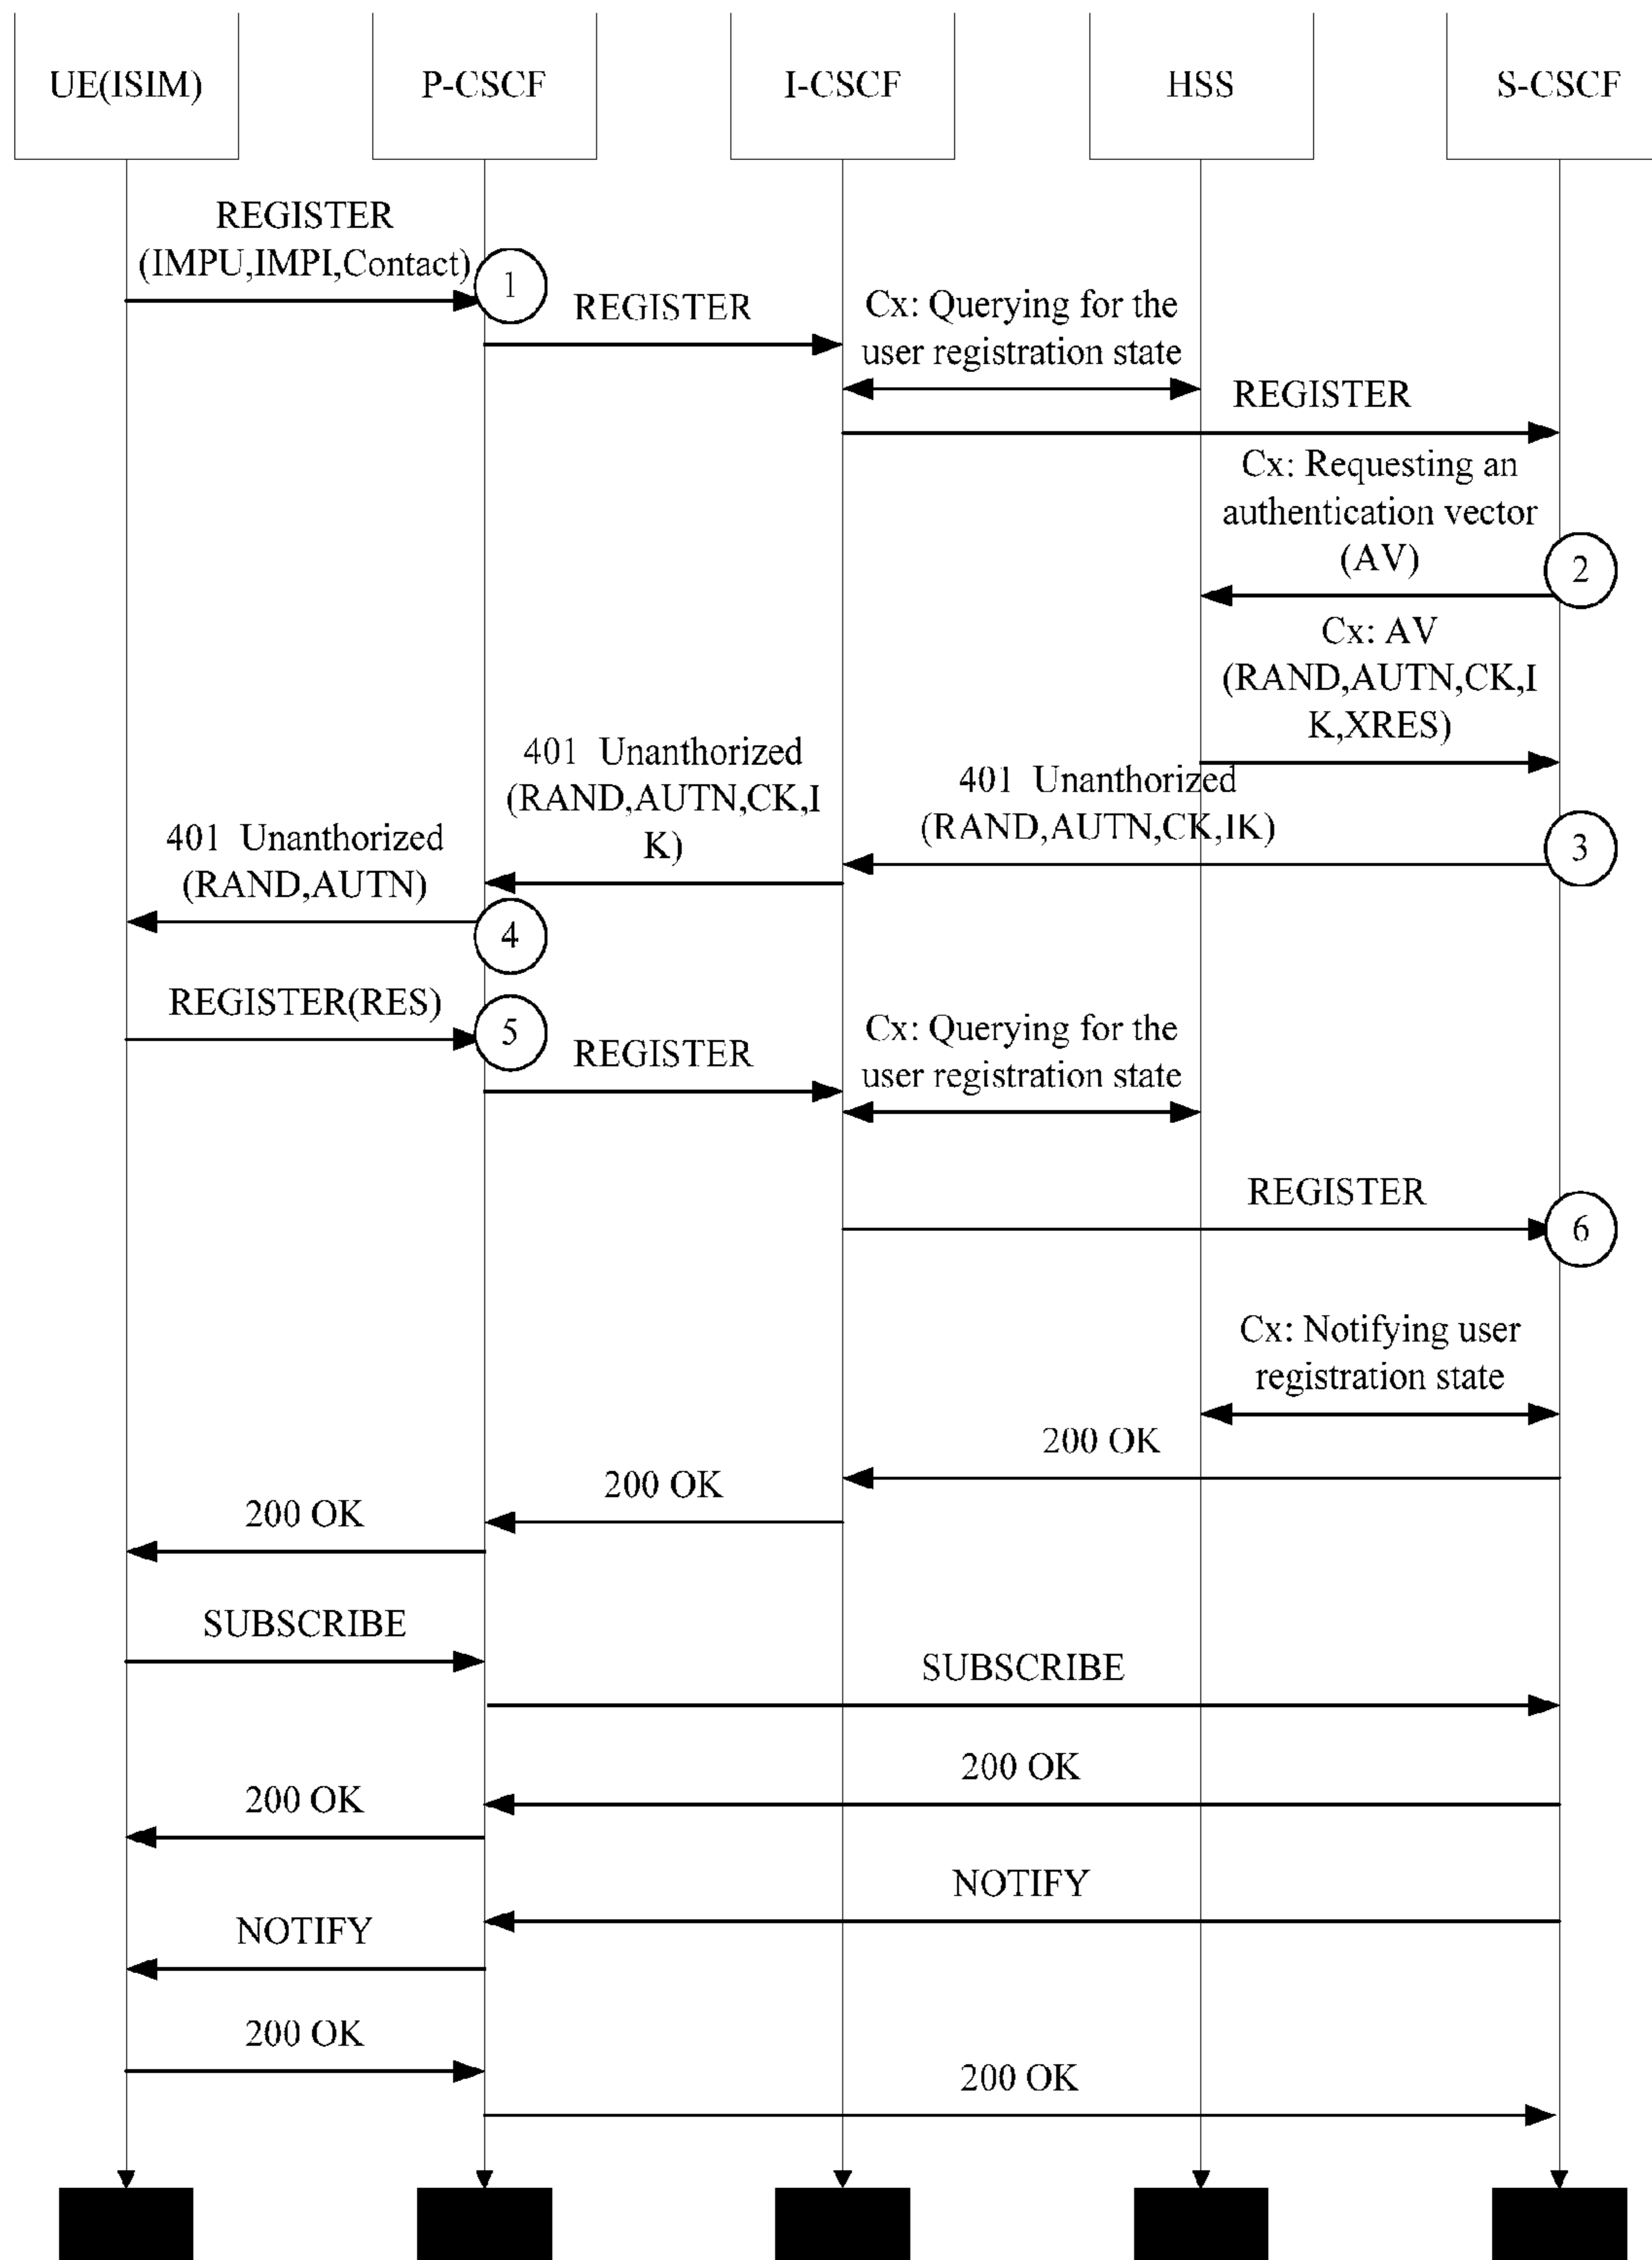 UE(ISIM)
P-CSCF
I-CSCF
HSS
S-CSCF
REGISTER
(IMPU,IMPI,Contact)
1
REGISTER
Cx: Querying for the
user registration state
REGISTER
Cx: Requesting an
authentication vector
(AV)
2
Cx: AV
(RAND,AUTN,CK,I
K,XRES)
401 Unanthorized
(RAND,AUTN,CK,IK)
3
401 Unanthorized
(RAND,AUTN,CK,I
K)
401 Unanthorized
(RAND,AUTN)
4
REGISTER(RES)
5
REGISTER
Cx: Querying for the
user registration state
REGISTER
6
Cx: Notifying user
registration state
200 OK
200 OK
200 OK
SUBSCRIBE
SUBSCRIBE
200 OK
200 OK
NOTIFY
NOTIFY
200 OK
200 OK